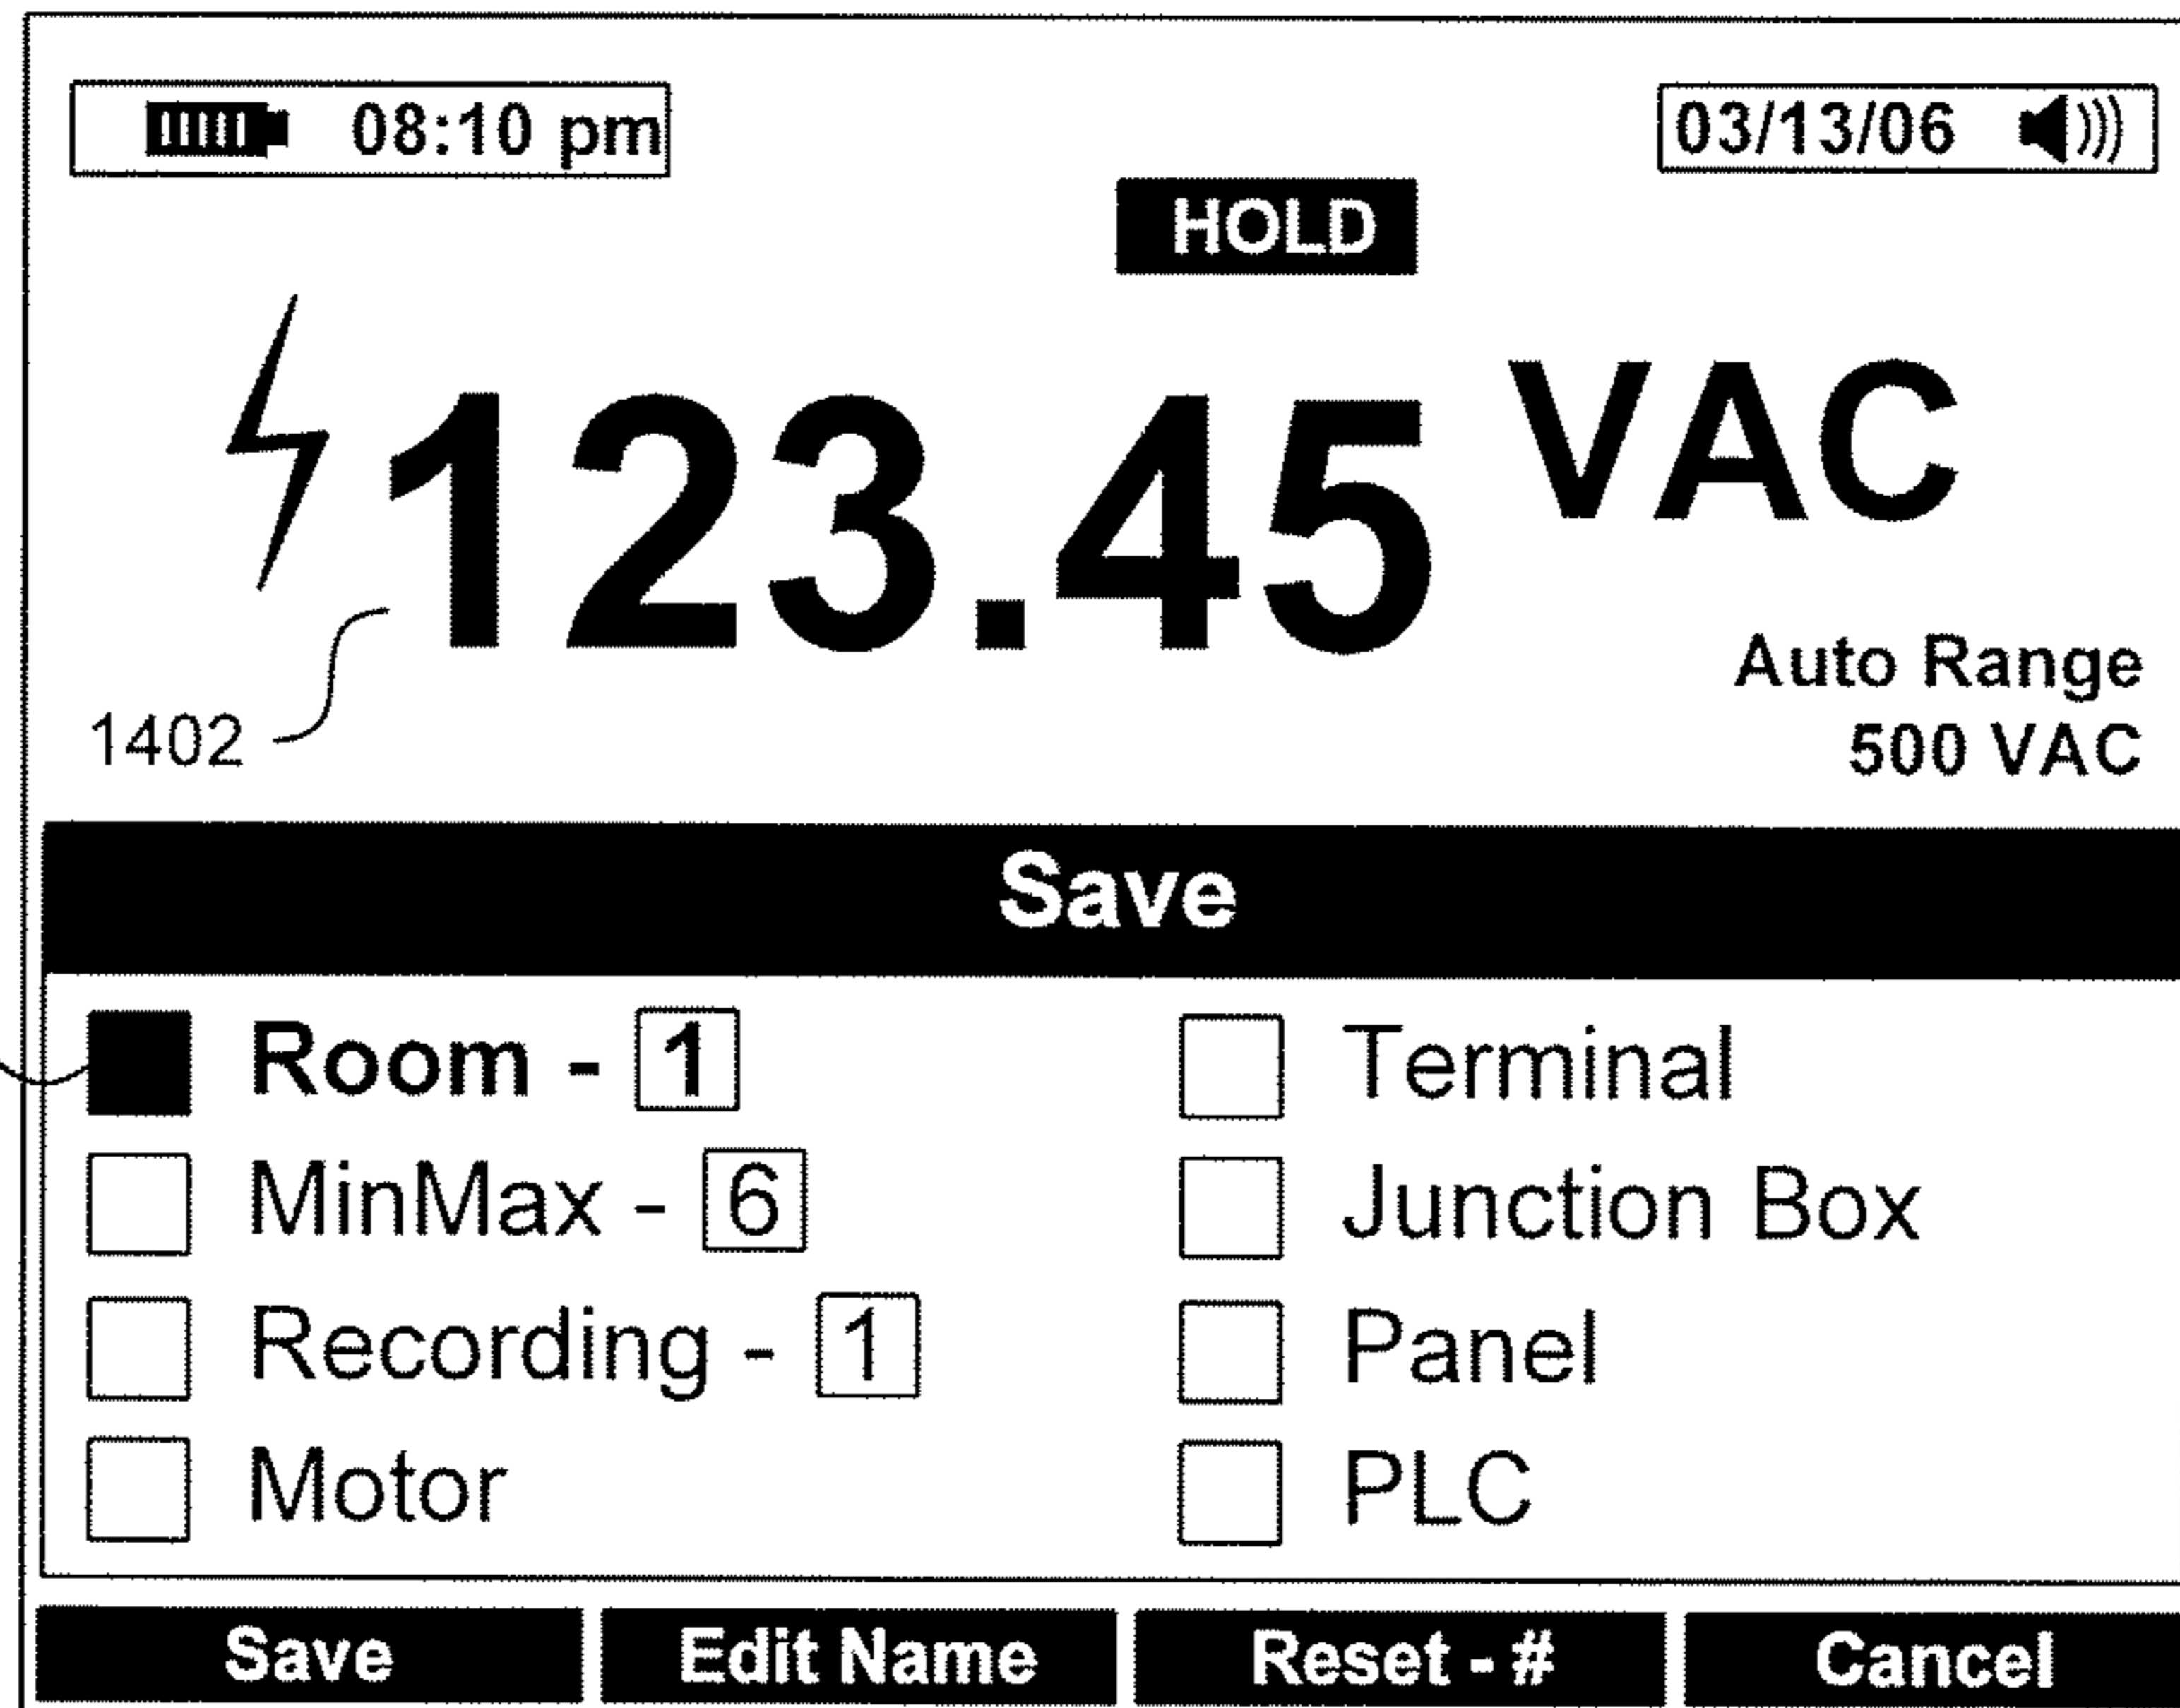 08:10 pm 03/13/06
HOLD
123.45 VAC
Auto Range
1402 500 VAC
Save
Room - 1 Terminal
MinMax - 6 Junction Box
Recording - 1 Panel
Motor PLC
Save Edit Name Reset - # Cancel